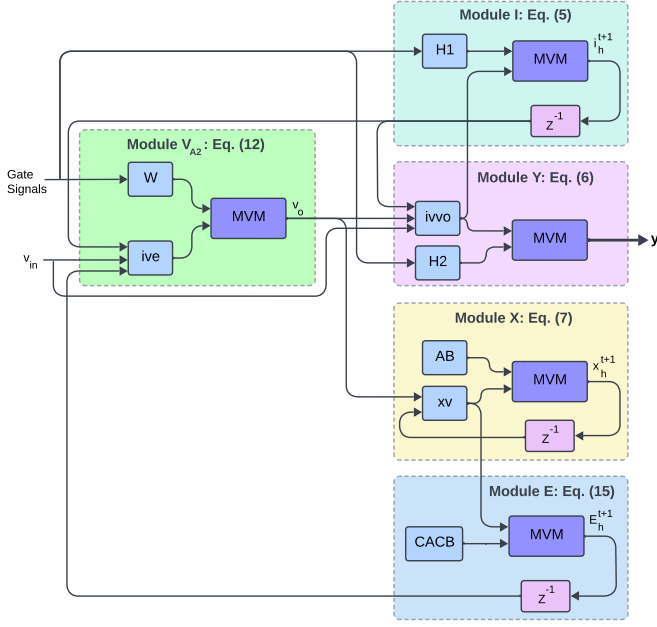 Module I: Eq. (5)
H1
MVM
i_h^{t+1}
z^{-1}
Module V_{A2}: Eq. (12)
Gate
Signals
W
MVM
v_o
v_{in}
ive
Module Y: Eq. (6)
ivvo
MVM
y
H2
Module X: Eq. (7)
AB
MVM
x_h^{t+1}
xv
z^{-1}
Module E: Eq. (15)
CACB
MVM
E_h^{t+1}
z^{-1}